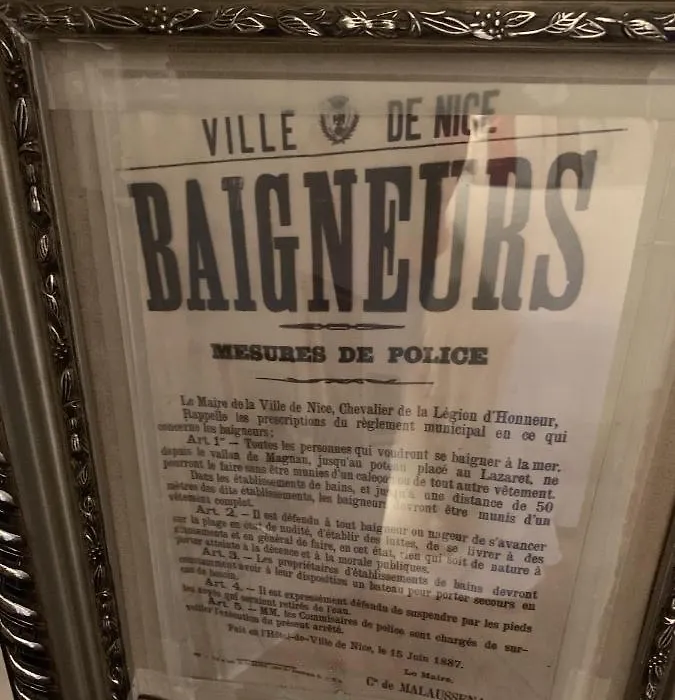 VILLE DE NICE
BAIGNEURS
MESURES DE POLICE
Le Maire de la Ville de Nice, Chevalier de la Légion d'Honneur,
Rappelle les prescriptions du règlement municipal en ce qui
concerne les baigneurs:
Art. 1er — Toutes les personnes qui voudront se baigner à la mer,
depuis le vallon de Magnan, jusqu'au poteau placé au Lazaret, ne
pourront le faire sans être munies d'un caleçon ou de tout autre vêtement.
Dans les établissements de bains, et jusqu'à une distance de 50
mètres des dits établissements, les baigneurs devront être munis d'un
vêtement complet.
Art. 2. — Il est défendu à tout baigneur ou nageur de s'avancer
sur la plage en état de nudité, d'établir des luttes, de se livrer à des
amusements et en général de faire, en cet état, rien qui soit de nature à
porter atteinte à la décence et à la morale publiques.
Art. 3. — Les propriétaires d'établissements de bains devront
constamment avoir à leur disposition un bateau pour porter secours en
cas de besoin.
Art. 4. — Il est expressément défendu de suspendre par les pieds
les noyés qui seraient retirés de l'eau.
Art. 5. — MM. les Commissaires de police sont chargés de sur-
veiller l'exécution du présent arrêté.
Fait en l'Hôtel-de-Ville de Nice, le 15 Juin 1887.
Le Maire,
Cte de MALAUSSENA